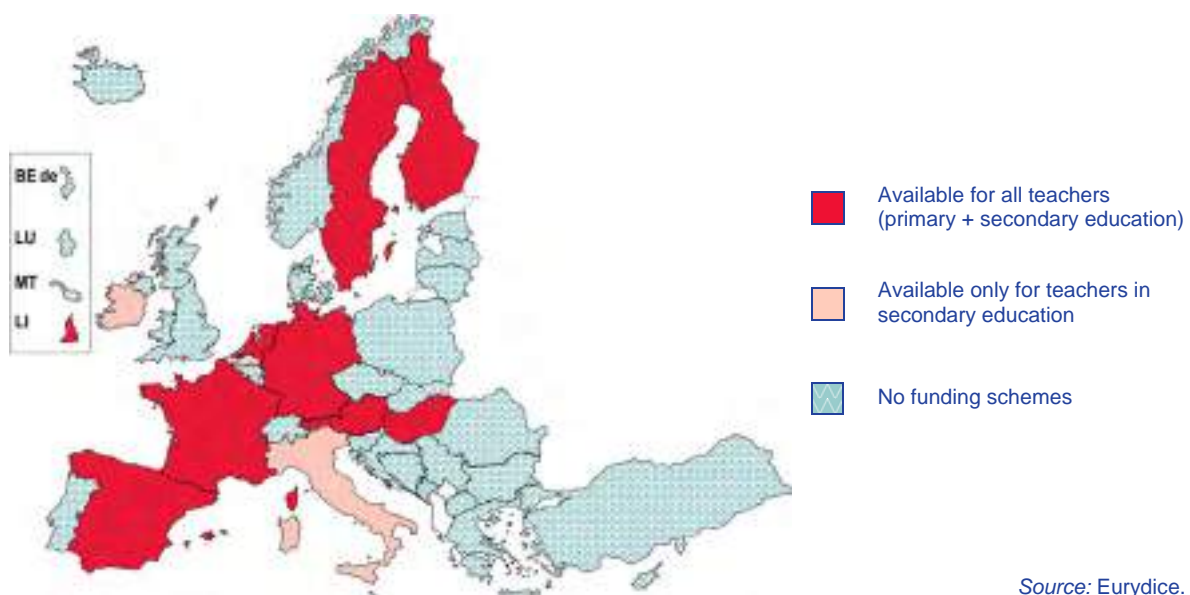 BE de
LU
MT
LI
Available for all teachers
(primary + secondary education)
Available only for teachers in
secondary education
No funding schemes
Source: Eurydice.